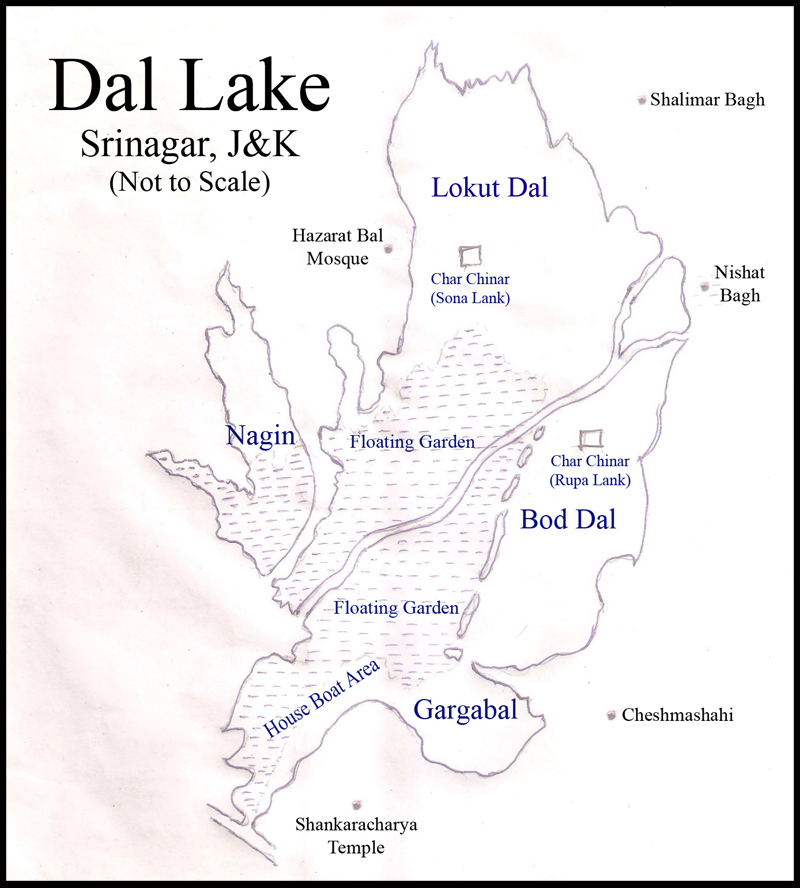 Dal Lake
Srinagar, J&K
(Not to Scale)
Shalimar Bagh
Lokut Dal
Hazarat Bal
Mosque
Char Chinar
(Sona Lank)
Nishat
Bagh
Nagin
Floating Garden
Char Chinar
(Rupa Lank)
Bod Dal
Floating Garden
House Boat Area
Gargabal
Cheshmashahi
Shankaracharya
Temple